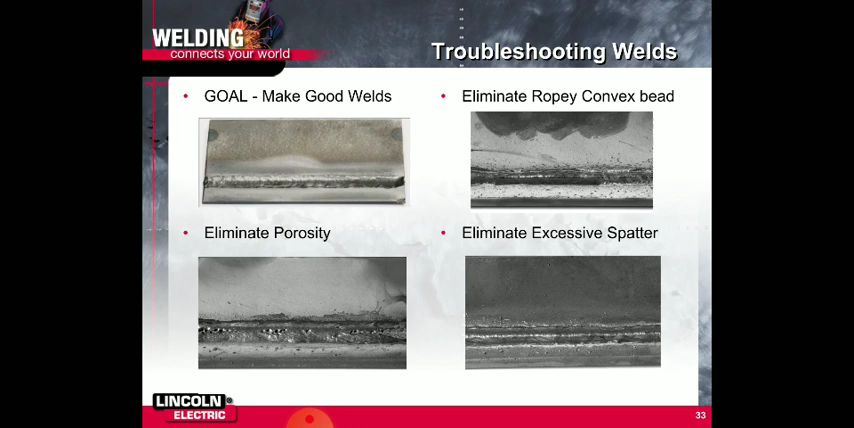 WELDING
connects your world
Troubleshooting Welds
• GOAL - Make Good Welds
• Eliminate Ropey Convex bead
• Eliminate Porosity
• Eliminate Excessive Spatter
LINCOLN
ELECTRIC
33